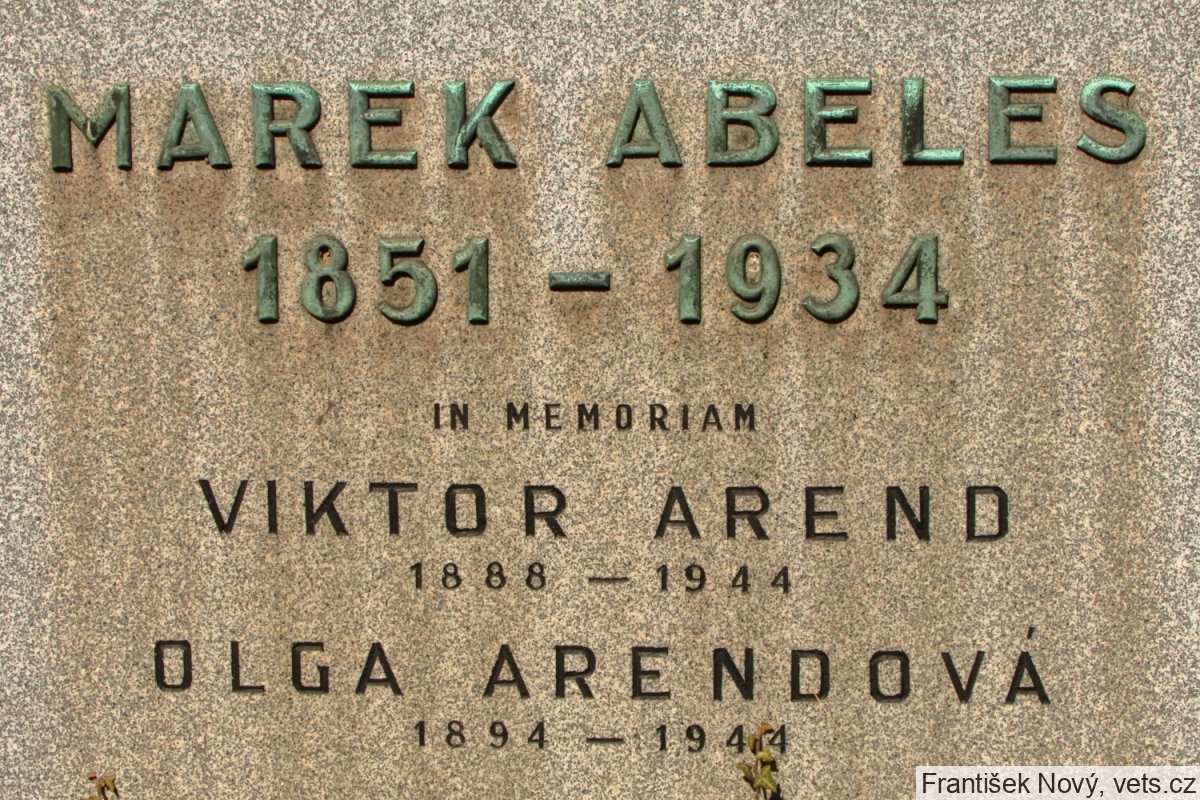 MAREK ABELES
1851 – 1934
IN MEMORIAM
VIKTOR AREND
1888 – 1944
OLGA ARENDOVÁ
1894 – 1944
František Nový, vets.cz